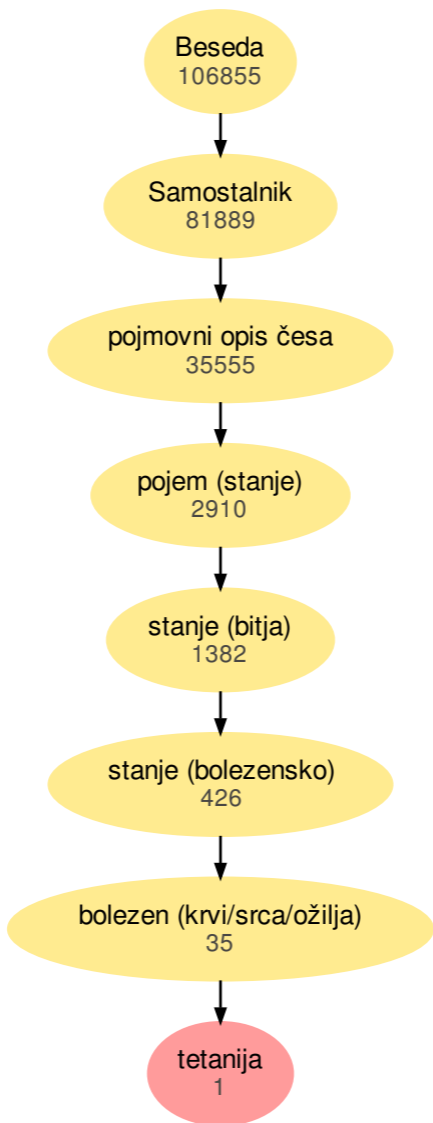 Beseda
106855
Samostalnik
81889
pojmovni opis česa
35555
pojem (stanje)
2910
stanje (bitja)
1382
stanje (bolezensko)
426
bolezen (krvi/srca/ožilja)
35
tetanija
1